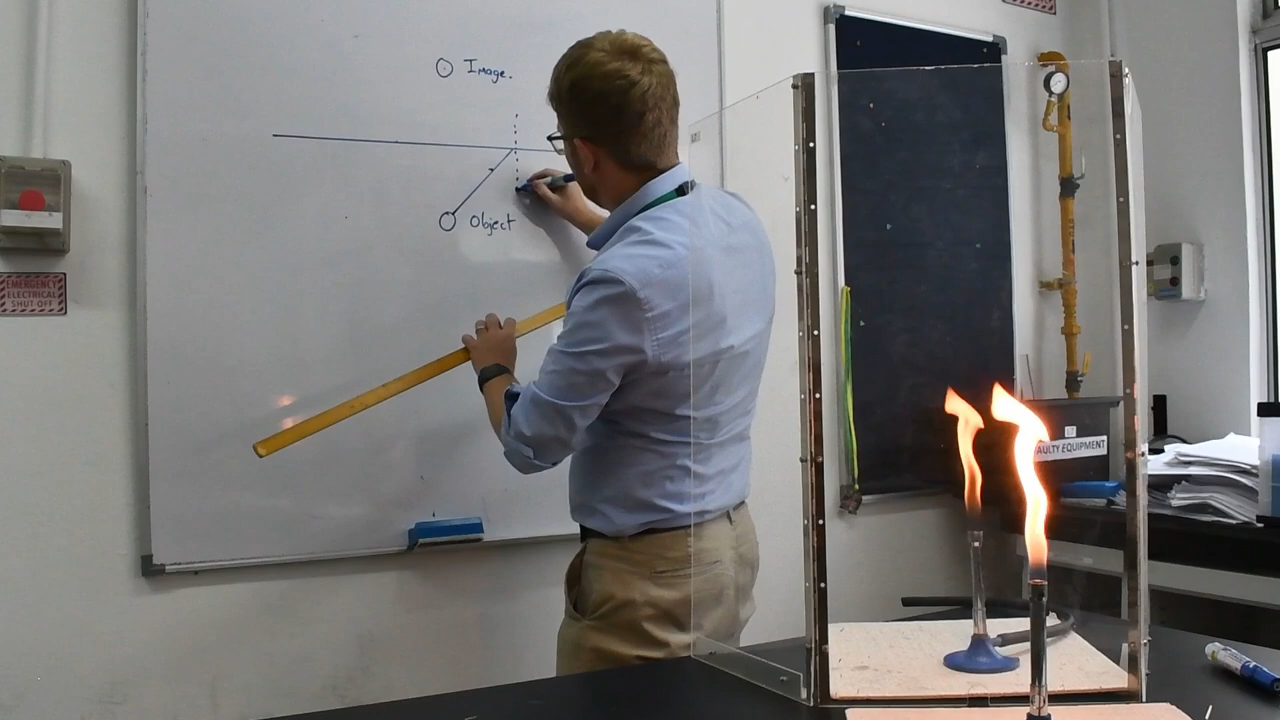 Image.
Object
EMERGENCY
ELECTRICAL
SHUT OFF
AULTY EQUIPMENT